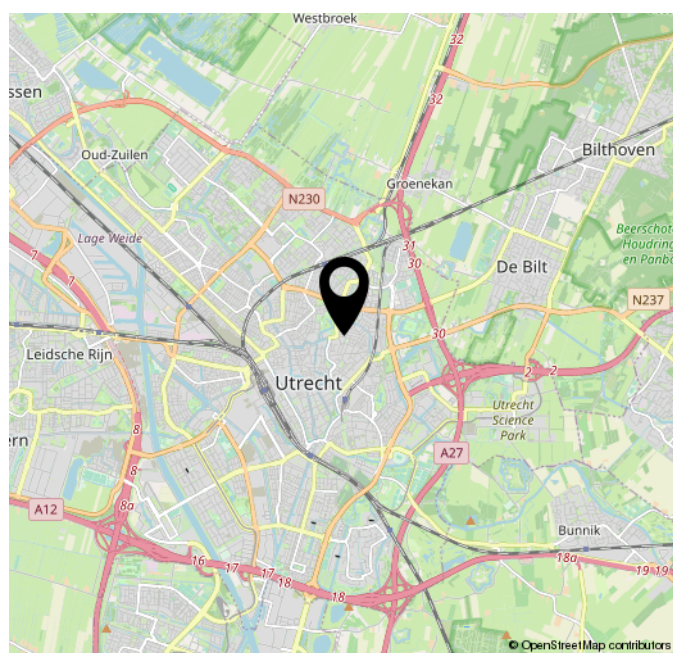 Westbroek
32
ssen
32
Oud-Zuilen
Bilthoven
Groenekan
N230
Beerschot
Houdring
en Panbo
Lage Weide
7
31
7
30
De Bilt
N237
30
Leidsche Rijn
2
2
Utrecht
Utrecht
Science
Park
8
ern
A27
8
A12
8a
Bunnik
16
18a
17
17
18
19
19
18
© OpenStreetMap contributors